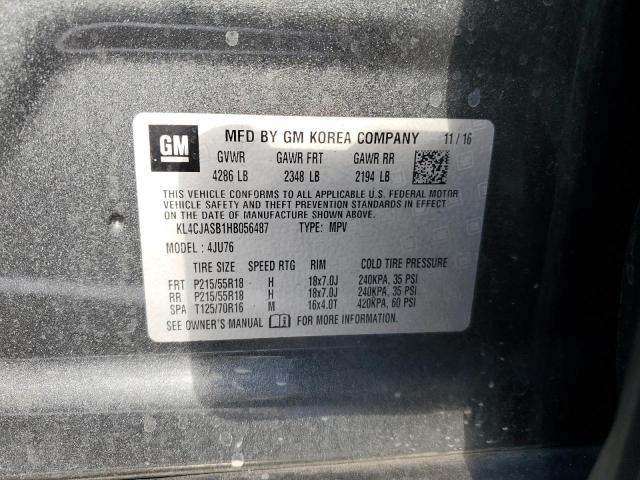 GM MFD BY GM KOREA COMPANY 11 / 16
GVWR GAWR FRT GAWR RR
4286 LB 2348 LB 2194 LB
THIS VEHICLE CONFORMS TO ALL APPLICABLE U.S. FEDERAL MOTOR
VEHICLE SAFETY AND THEFT PREVENTION STANDARDS IN EFFECT
ON THE DATE OF MANUFACTURE SHOWN ABOVE.
KL4CJASB1HB056487 TYPE: MPV
MODEL : 4JU76
TIRE SIZE SPEED RTG RIM COLD TIRE PRESSURE
FRT P215/55R18 H 18x7.0J 240KPA, 35 PSI
RR P215/55R18 H 18x7.0J 240KPA, 35 PSI
SPA T125/70R16 M 16x4.0T 420KPA, 60 PSI
SEE OWNER'S MANUAL FOR MORE INFORMATION.